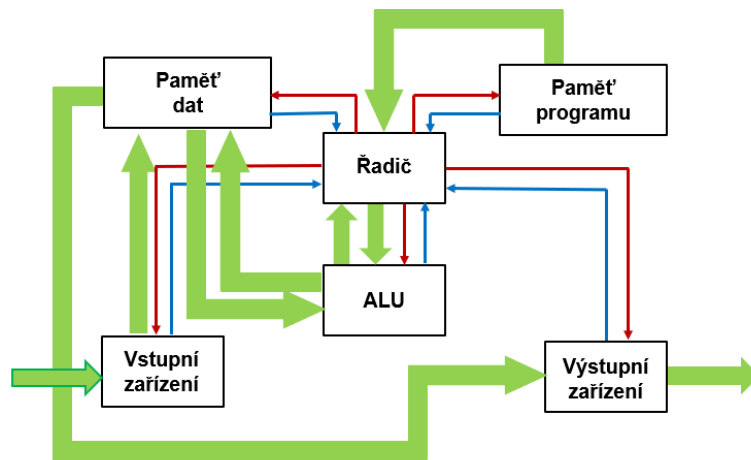 Paměť
dat
Paměť
programu
Řadič
ALU
Vstupní
zařízení
Výstupní
zařízení